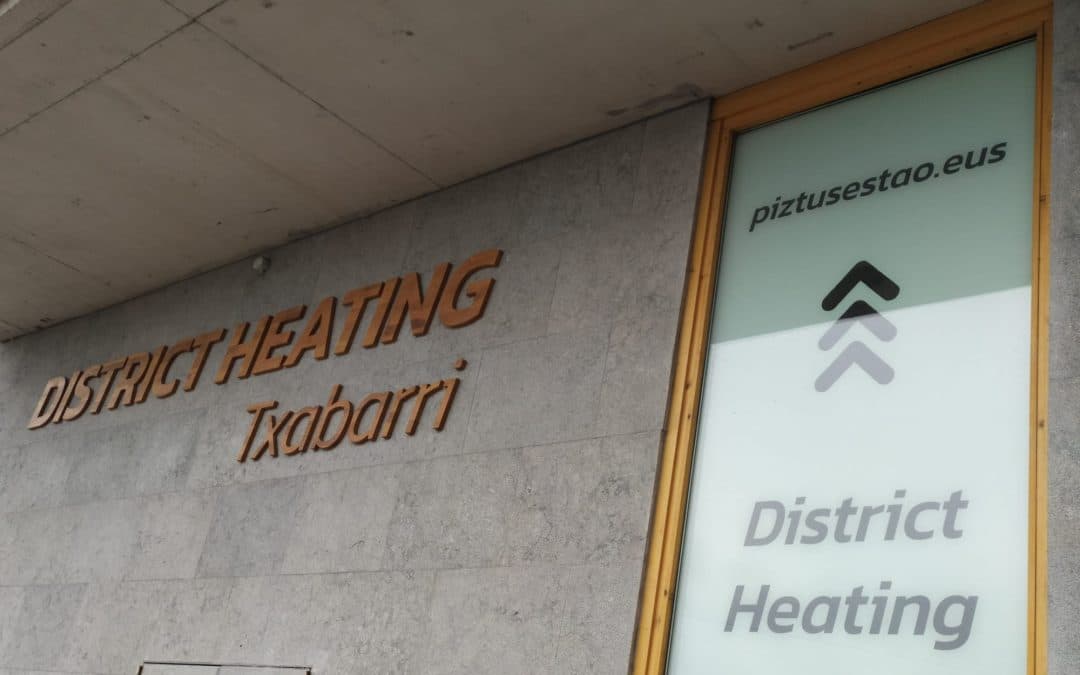 DISTRICT HEATING
Txabarri
piztusestao.eus
District
Heating